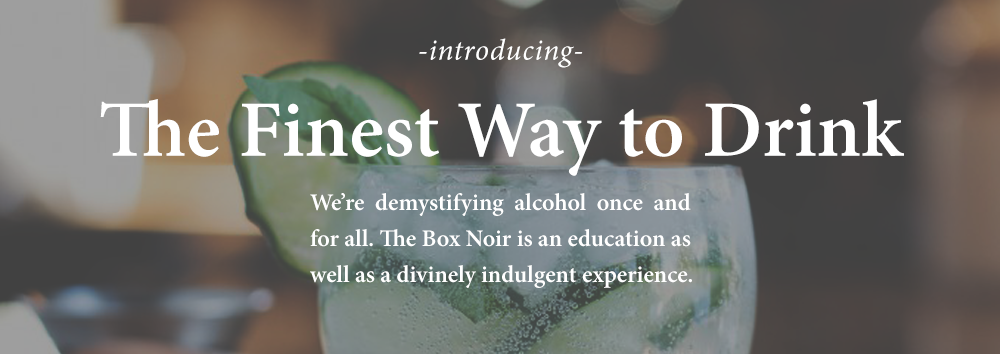 -introducing-
The Finest Way to Drink
We're demystifying alcohol once and
for all. The Box Noir is an education as
well as a divinely indulgent experience.